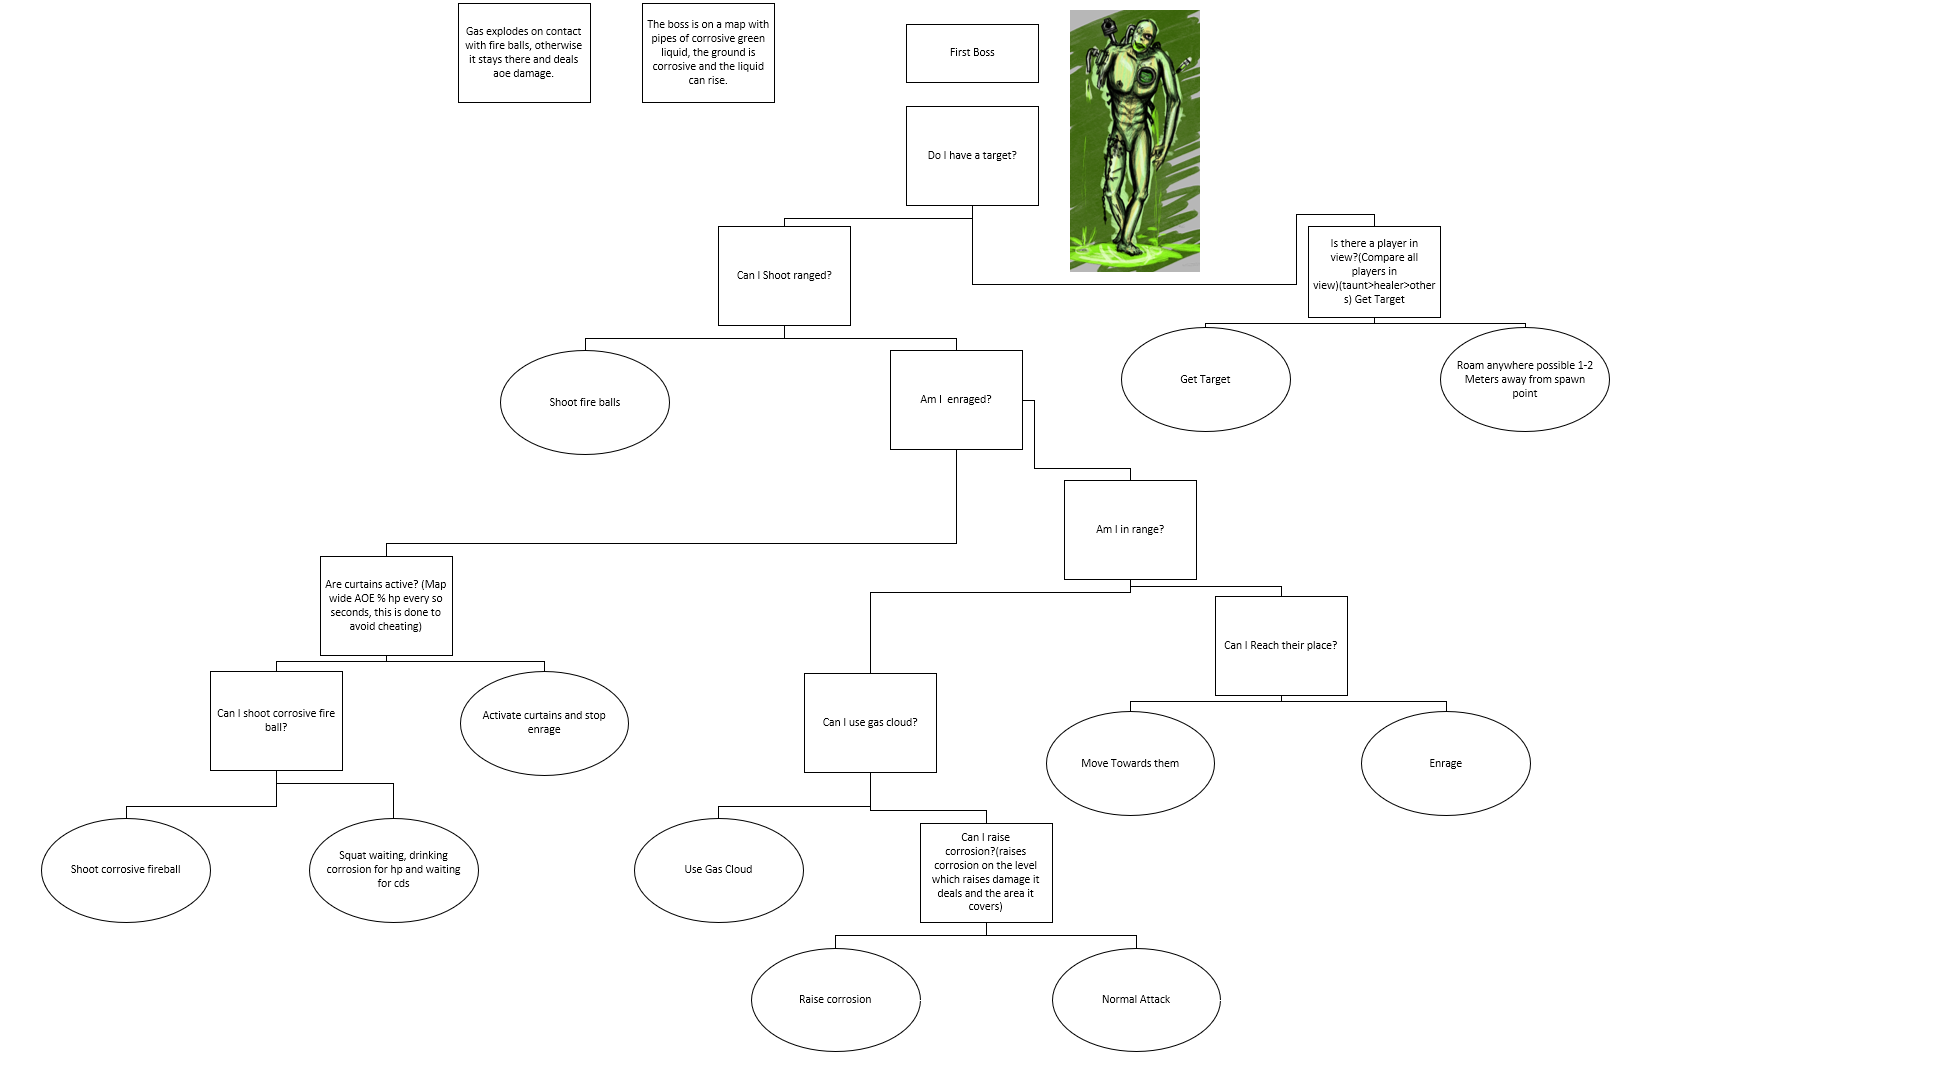 Gas explodes on contact
with fire balls, otherwise
it stays there and deals
aoe damage.
The boss is on a map with
pipes of corrosive green
liquid, the ground is
corrosive and the liquid
can rise.
First Boss
Do I have a target?
Can I Shoot ranged?
Is there a player in
view?(Compare all
players in
view)(taunt>healer>other
s) Get Target
Shoot fire balls
Am I  enraged?
Get Target
Roam anywhere possible 1-2
Meters away from spawn
point
Am I in range?
Are curtains active? (Map
wide AOE % hp every so
seconds, this is done to
avoid cheating)
Can I Reach their place?
Can I shoot corrosive fire
ball?
Activate curtains and stop
enrage
Can I use gas cloud?
Move Towards them
Enrage
Shoot corrosive fireball
Squat waiting, drinking
corrosion for hp and waiting
for cds
Use Gas Cloud
Can I raise
corrosion?(raises
corrosion on the level
which raises damage it
deals and the area it
covers)
Raise corrosion
Normal Attack